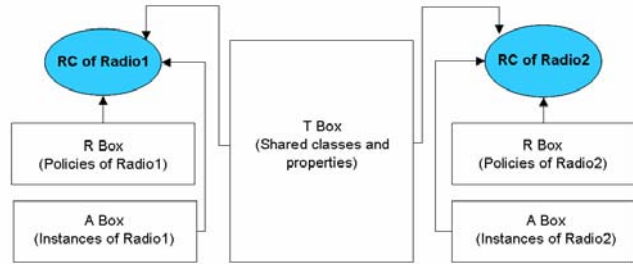 RC of Radio1
RC of Radio2
T Box
(Shared classes and
properties)
R Box
(Policies of Radio1)
R Box
(Policies of Radio2)
A Box
(Instances of Radio1)
A Box
(Instances of Radio2)